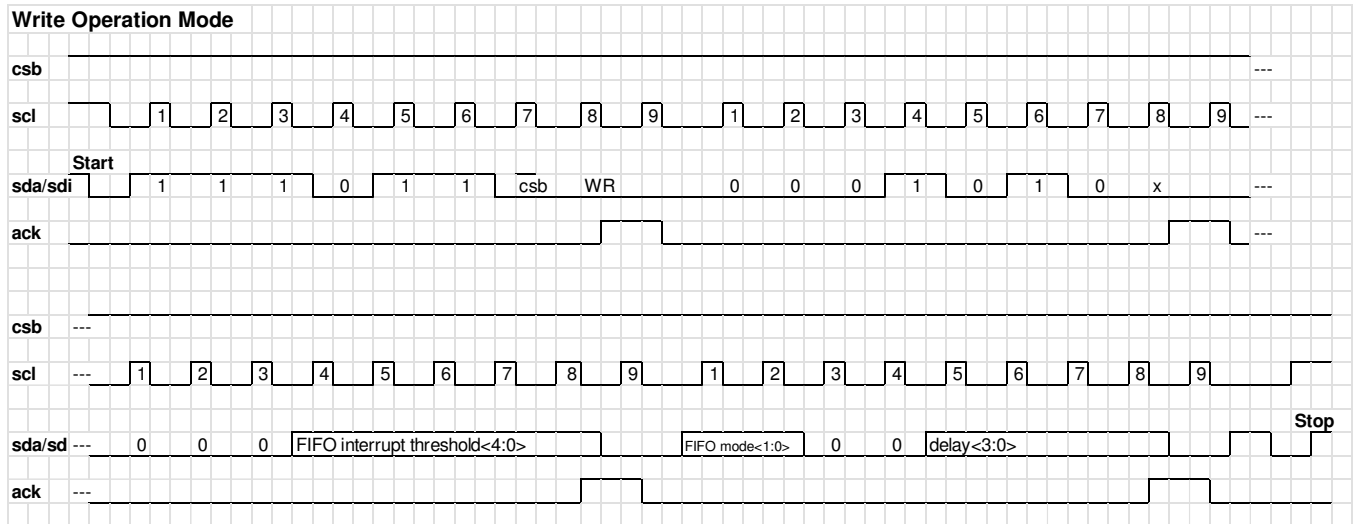 Write Operation Mode
csb ---
scl 1 2 3 4 5 6 7 8 9 1 2 3 4 5 6 7 8 9 ---
Start
sda/sdi 1 1 1 0 1 1 csb WR 0 0 0 1 0 1 0 x ---
ack ---
csb ---
scl --- 1 2 3 4 5 6 7 8 9 1 2 3 4 5 6 7 8 9
Stop
sda/sd --- 0 0 0 FIFO interrupt threshold<4:0> FIFO mode<1:0> 0 0 delay<3:0>
ack ---